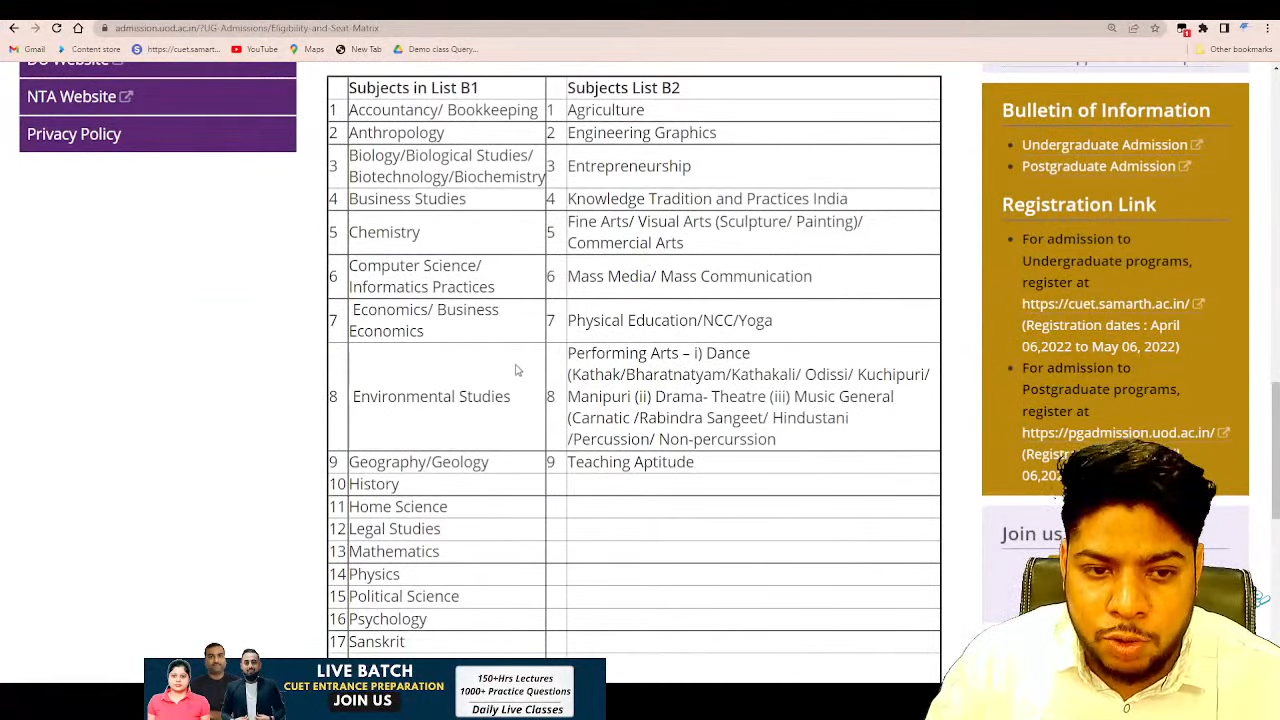 admission.uod.ac.in/?UG-Admissions/Eligibility-and-Seat-Matrix
Gmail
Content store
https://cuet.samart...
YouTube
Maps
New Tab
Demo class Query...
Other bookmarks
NTA Website
Privacy Policy
Subjects in List B1 Subjects List B2
1 Accountancy/ Bookkeeping 1 Agriculture
2 Anthropology 2 Engineering Graphics
3 Biology/Biological Studies/
Biotechnology/Biochemistry 3 Entrepreneurship
4 Business Studies 4 Knowledge Tradition and Practices India
5 Chemistry 5 Fine Arts/ Visual Arts (Sculpture/ Painting)/
Commercial Arts
6 Computer Science/
Informatics Practices 6 Mass Media/ Mass Communication
7 Economics/ Business
Economics 7 Physical Education/NCC/Yoga
8 Environmental Studies 8 Performing Arts – i) Dance
(Kathak/Bharatnatyam/Kathakali/ Odissi/ Kuchipuri/
Manipuri (ii) Drama- Theatre (iii) Music General
(Carnatic /Rabindra Sangeet/ Hindustani
/Percussion/ Non-percurssion
9 Geography/Geology 9 Teaching Aptitude
10 History
11 Home Science
12 Legal Studies
13 Mathematics
14 Physics
15 Political Science
16 Psychology
17 Sanskrit
Bulletin of Information
Undergraduate Admission
Postgraduate Admission
Registration Link
For admission to
Undergraduate programs,
register at
https://cuet.samarth.ac.in/
(Registration dates : April
06,2022 to May 06, 2022)
For admission to
Postgraduate programs,
register at
https://pgadmission.uod.ac.in/
Join us
LIVE BATCH
CUET ENTRANCE PREPARATION
JOIN US
150+Hrs Lectures
1000+ Practice Questions
Daily Live Classes